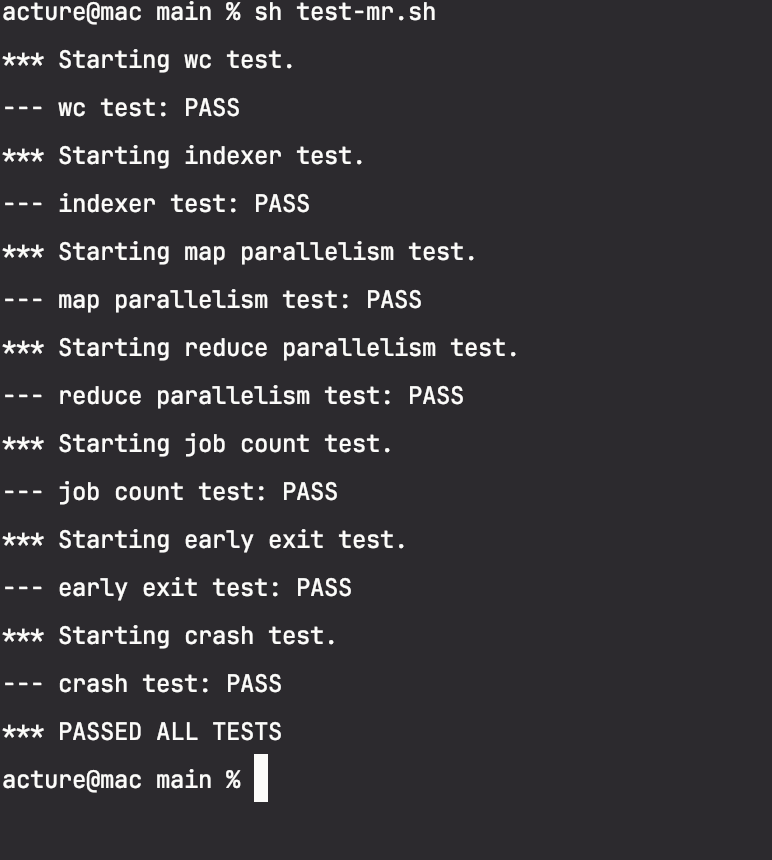 acture@mac main % sh test-mr.sh
*** Starting wc test.
--- wc test: PASS
*** Starting indexer test.
--- indexer test: PASS
*** Starting map parallelism test.
--- map parallelism test: PASS
*** Starting reduce parallelism test.
--- reduce parallelism test: PASS
*** Starting job count test.
--- job count test: PASS
*** Starting early exit test.
--- early exit test: PASS
*** Starting crash test.
--- crash test: PASS
*** PASSED ALL TESTS
acture@mac main %